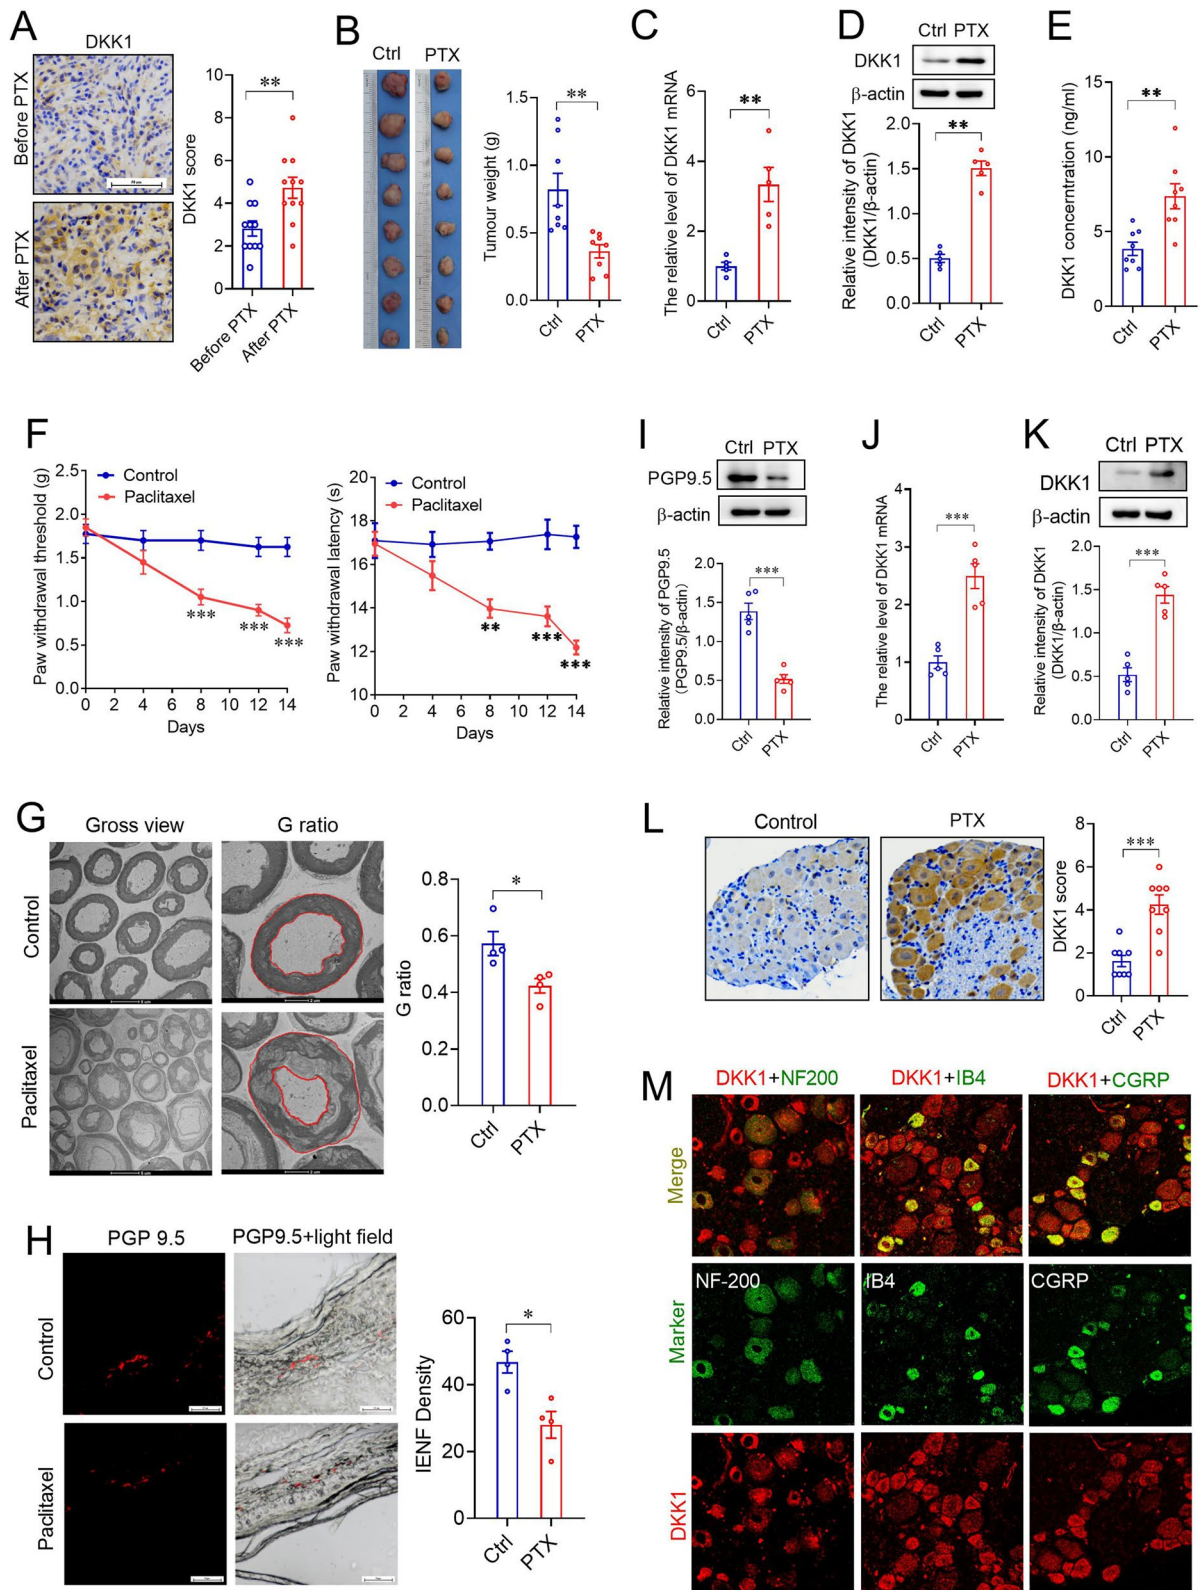 A
DKK1
Before PTX
After PTX
DKK1 score
10
8
6
4
2
0
**
Before PTX
After PTX
B
Ctrl
PTX
Tumour weight (g)
1.5
1.0
0.5
0.0
**
Ctrl
PTX
C
The relative level of DKK1 mRNA
6
4
2
0
**
Ctrl
PTX
D
Ctrl PTX
DKK1
β-actin
Relative intensity of DKK1
(DKK1/β-actin)
2.0
1.5
1.0
0.5
0.0
**
Ctrl
PTX
E
DKK1 concentration (ng/ml)
15
10
5
0
**
Ctrl
PTX
F
Paw withdrawal threshold (g)
2.5
2.0
1.5
1.0
0.5
0.0
Control
Paclitaxel
***
***
***
0 2 4 6 8 10 12 14
Days
Paw withdrawal latency (s)
20
18
16
14
12
10
Control
Paclitaxel
**
***
***
0 2 4 6 8 10 12 14
Days
I
Ctrl PTX
PGP9.5
β-actin
Relative intensity of PGP9.5
(PGP9.5/β-actin)
2.0
1.5
1.0
0.5
0.0
***
Ctrl
PTX
J
The relative level of DKK1 mRNA
4
3
2
1
0
***
Ctrl
PTX
K
Ctrl PTX
DKK1
β-actin
Relative intensity of DKK1
(DKK1/β-actin)
2.0
1.5
1.0
0.5
0.0
***
Ctrl
PTX
G
Gross view
G ratio
Control
Paclitaxel
5 um
2 um
5 um
2 um
G ratio
0.8
0.6
0.4
0.2
0.0
*
Ctrl
PTX
L
Control
PTX
DKK1 score
8
6
4
2
0
***
Ctrl
PTX
H
PGP 9.5
PGP9.5+light field
Control
Paclitaxel
IENF Density
60
40
20
0
*
Ctrl
PTX
M
DKK1+NF200
DKK1+IB4
DKK1+CGRP
Merge
Marker
DKK1
NF-200
IB4
CGRP